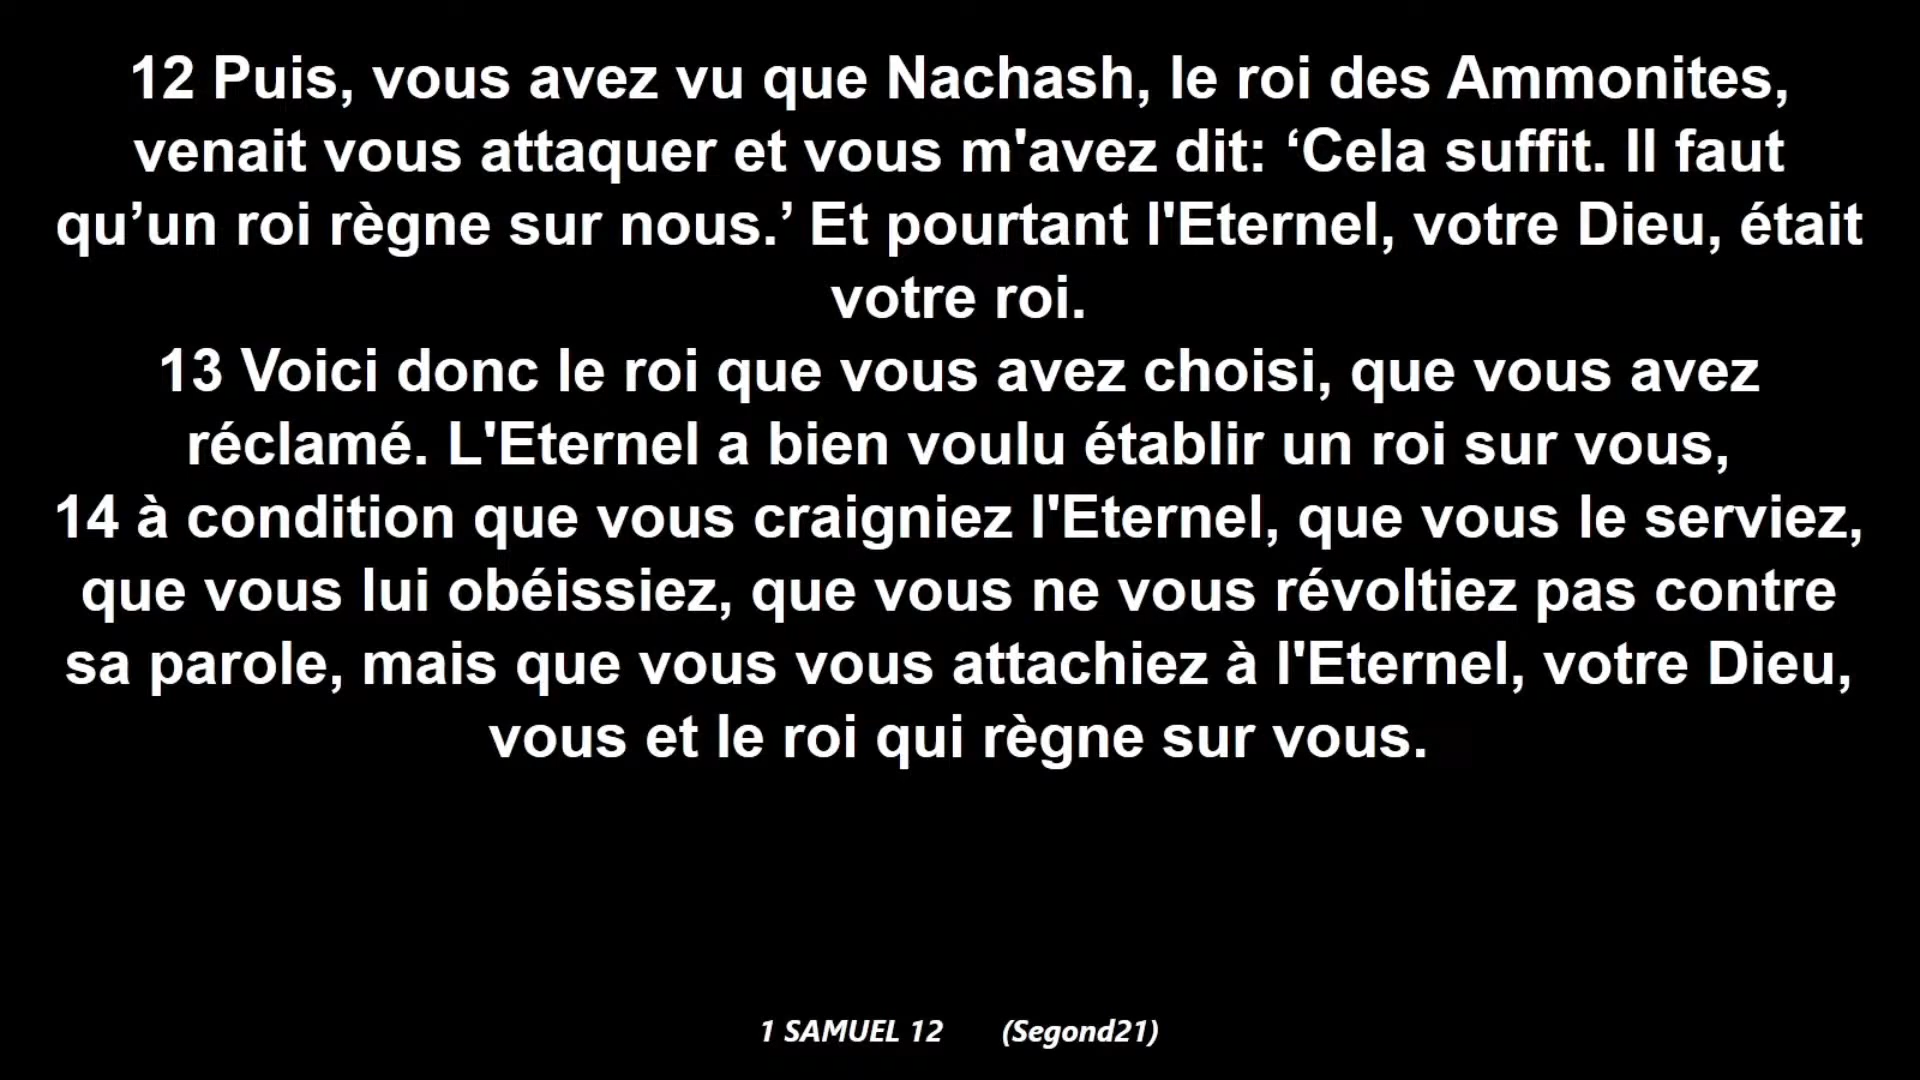 12 Puis, vous avez vu que Nachash, le roi des Ammonites,
venait vous attaquer et vous m'avez dit: ‘Cela suffit. Il faut
qu’un roi règne sur nous.’ Et pourtant l'Eternel, votre Dieu, était
votre roi.
13 Voici donc le roi que vous avez choisi, que vous avez
réclamé. L'Eternel a bien voulu établir un roi sur vous,
14 à condition que vous craigniez l'Eternel, que vous le serviez,
que vous lui obéissiez, que vous ne vous révoltiez pas contre
sa parole, mais que vous vous attachiez à l'Eternel, votre Dieu,
vous et le roi qui règne sur vous.
1 SAMUEL 12 (Segond21)